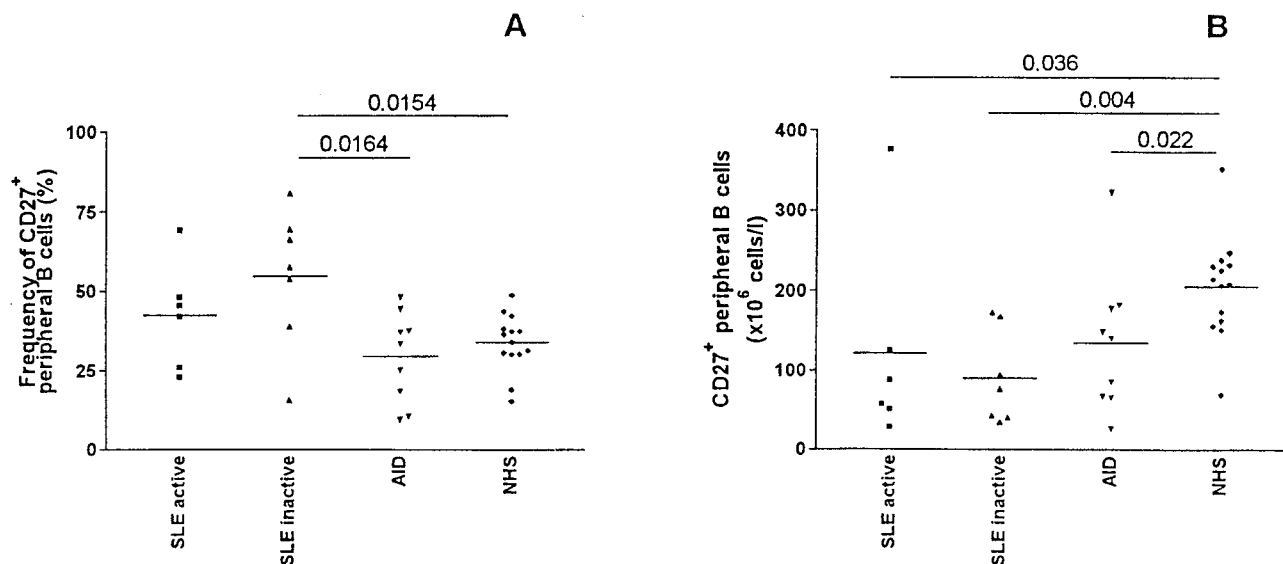 A
0.0154
0.0164
100
75
50
25
0
Frequency of CD27+
peripheral B cells (%)
SLE active
SLE inactive
AID
NHS
B
0.036
0.004
0.022
400
300
200
100
0
CD27+ peripheral B cells
(x10⁶ cells/l)
SLE active
SLE inactive
AID
NHS